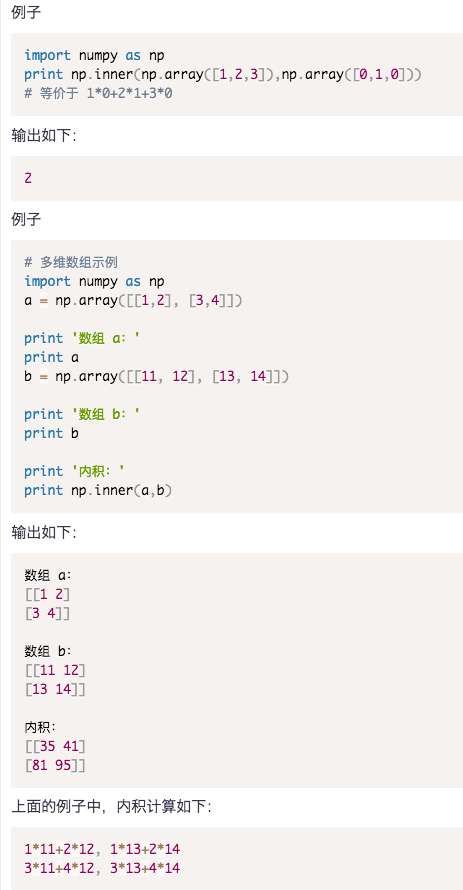 例子
import numpy as np
print np.inner(np.array([1,2,3]),np.array([0,1,0]))
# 等价于 1*0+2*1+3*0
输出如下:
2
例子
# 多维数组示例
import numpy as np
a = np.array([[1,2], [3,4]])
print '数组 a：'
print a
b = np.array([[11, 12], [13, 14]])
print '数组 b：'
print b
print '内积：'
print np.inner(a,b)
输出如下:
数组 a：
[[1 2]
[3 4]]
数组 b：
[[11 12]
[13 14]]
内积：
[[35 41]
[81 95]]
上面的例子中，内积计算如下:
1*11+2*12, 1*13+2*14
3*11+4*12, 3*13+4*14